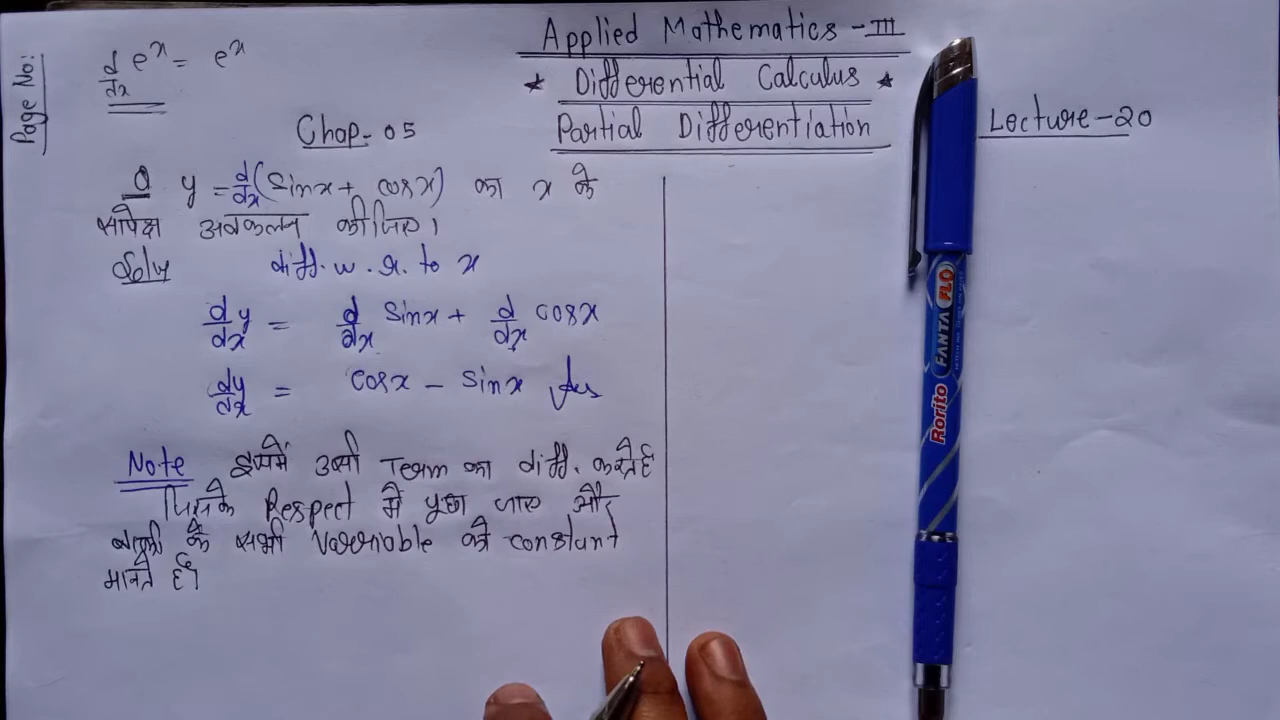 Page No:
d/dx e^x = e^x
Applied Mathematics -III
* Differential Calculus *
Partial Differentiation
Lecture-20
Chap-05
Q y = d/dx(Sinx + cosx) का x के
सापेक्ष अवकलन कीजिए।
Soln diff. w. r. to x
d/dx y = d/dx Sinx + d/dx cosx
dy/dx = cosx - sinx Ans
Note इसमें उसी Term का diff. करते है
जिसके Respect में पूछा जाए और
बाकी के सभी Variable को constant
मानते है।
Rorito FANTA FLO